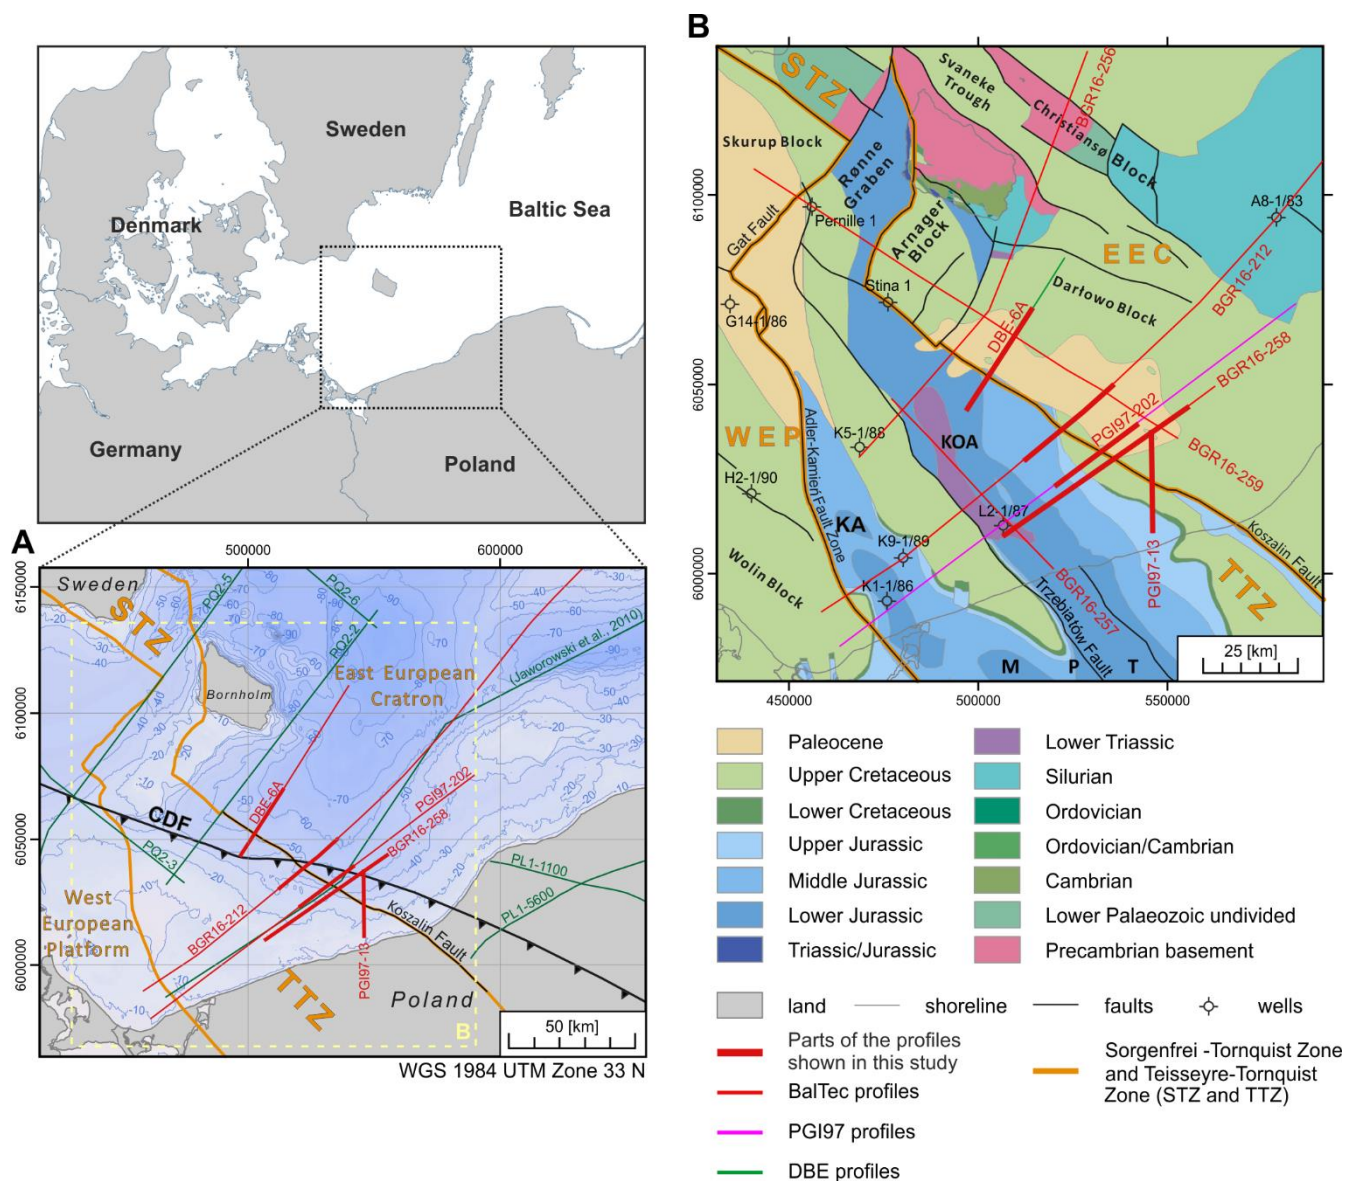 Sweden
Denmark
Baltic Sea
Germany
Poland
A
500000
600000
6150000
6100000
6050000
6000000
Sweden
STZ
PQ2-5
PQ2-6
PQ2-2
(Jaworowski et al., 2010)
East European
Cratron
Bornholm
DBE-6A
PGI97-202
BGR16-258
CDF
PQ2-3
PL1-1100
PL1-5600
West
European
Platform
BGR16-212
Koszalin Fault
PGI97-13
TTZ
Poland
B
50 [km]
WGS 1984 UTM Zone 33 N
B
STZ
Svaneke
Trough
BGR16-256
Christiansø
Block
Skurup Block
Rønne
Graben
A8-1/83
6100000
Pernille 1
Gat Fault
Arnager
Block
EEC
BGR16-212
Stina 1
Darłowo Block
G14-1/86
DBE-6A
BGR16-258
6050000
PGI97-202
WEP
Adler-Kamień Fault Zone
K5-1/88
KOA
BGR16-259
H2-1/90
KA
L2-1/87
K9-1/89
Koszalin Fault
K1-1/86
6000000
Wolin Block
BGR16-257
Trzebiatów Fault
PGI97-13
TTZ
M P T
25 [km]
450000
500000
550000
Paleocene
Upper Cretaceous
Lower Cretaceous
Upper Jurassic
Middle Jurassic
Lower Jurassic
Triassic/Jurassic
Lower Triassic
Silurian
Ordovician
Ordovician/Cambrian
Cambrian
Lower Palaeozoic undivided
Precambrian basement
land
shoreline
faults
wells
Parts of the profiles
shown in this study
BalTec profiles
PGI97 profiles
DBE profiles
Sorgenfrei -Tornquist Zone
and Teisseyre-Tornquist
Zone (STZ and TTZ)